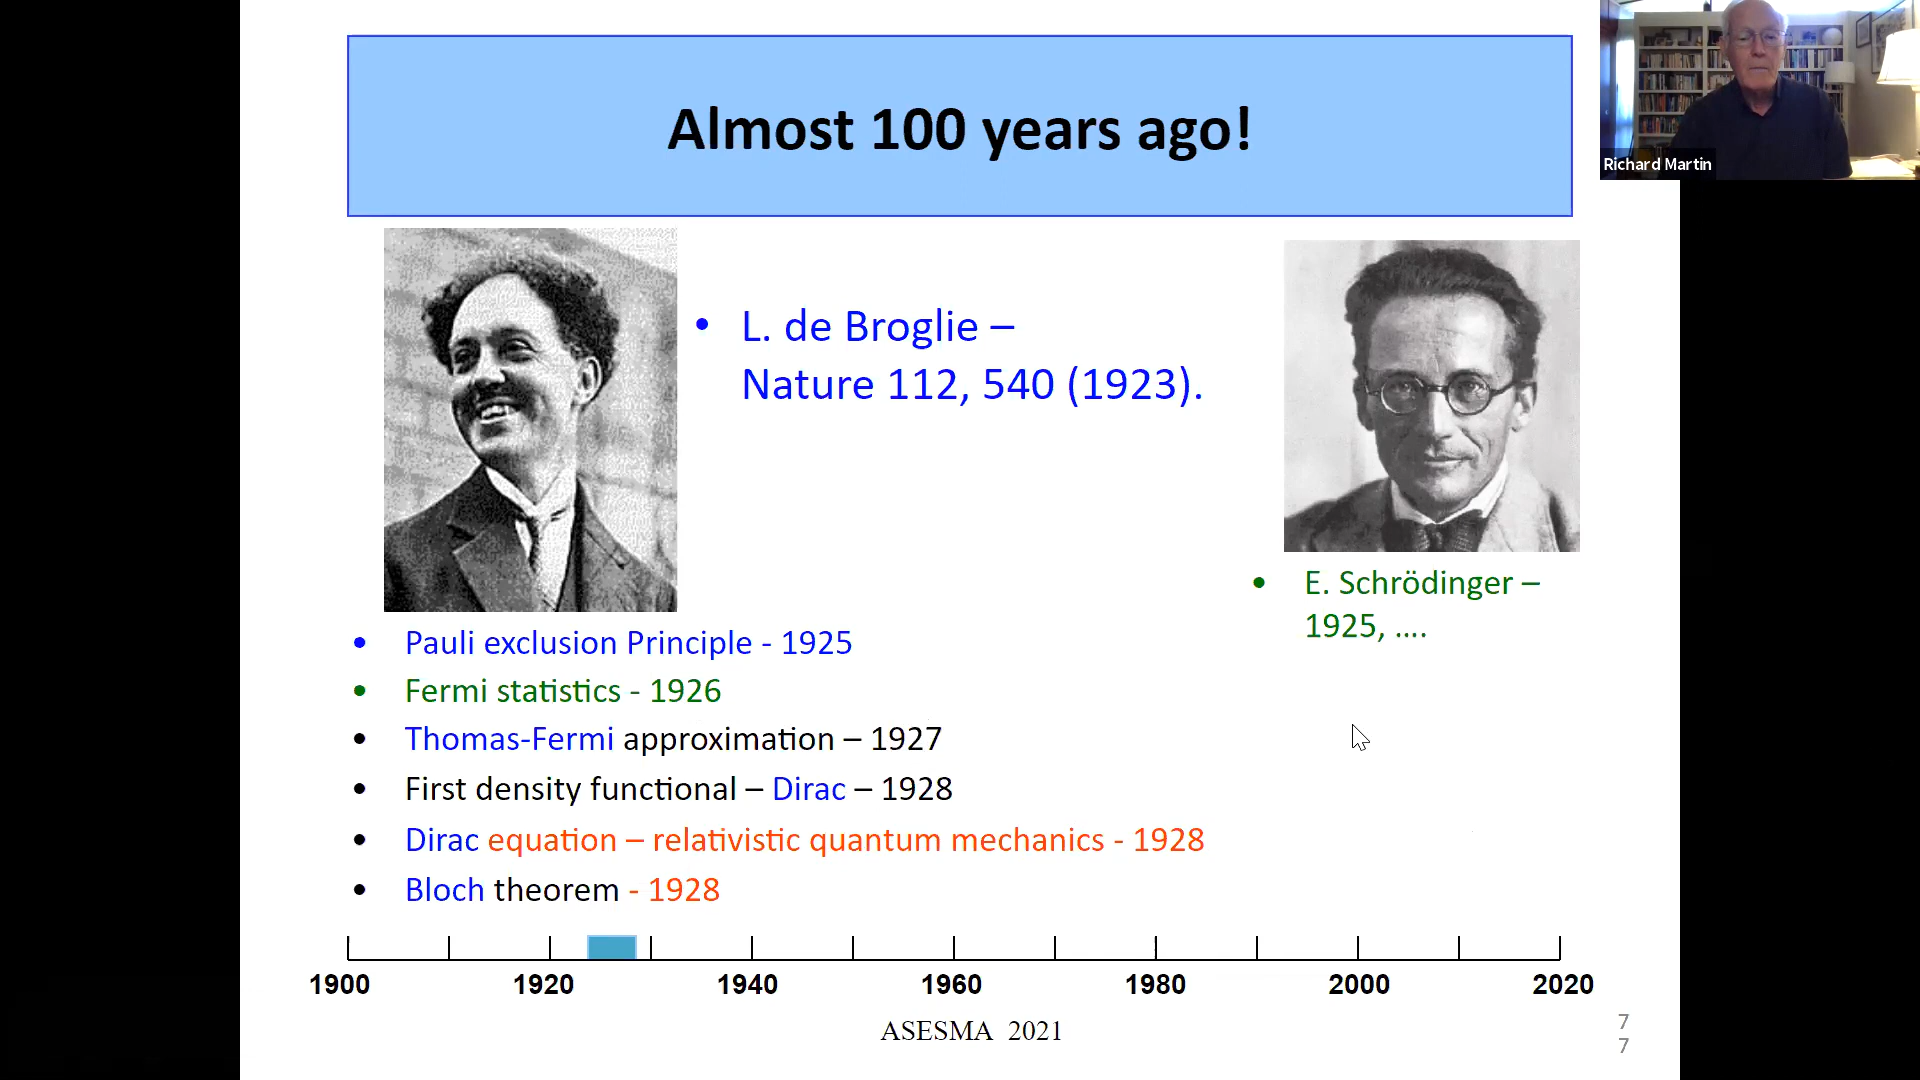 Almost 100 years ago!
Richard Martin
• L. de Broglie –
Nature 112, 540 (1923).
• E. Schrödinger –
1925, ....
• Pauli exclusion Principle - 1925
• Fermi statistics - 1926
• Thomas-Fermi approximation – 1927
• First density functional – Dirac – 1928
• Dirac equation – relativistic quantum mechanics - 1928
• Bloch theorem - 1928
1900 1920 1940 1960 1980 2000 2020
ASESMA 2021
7
7